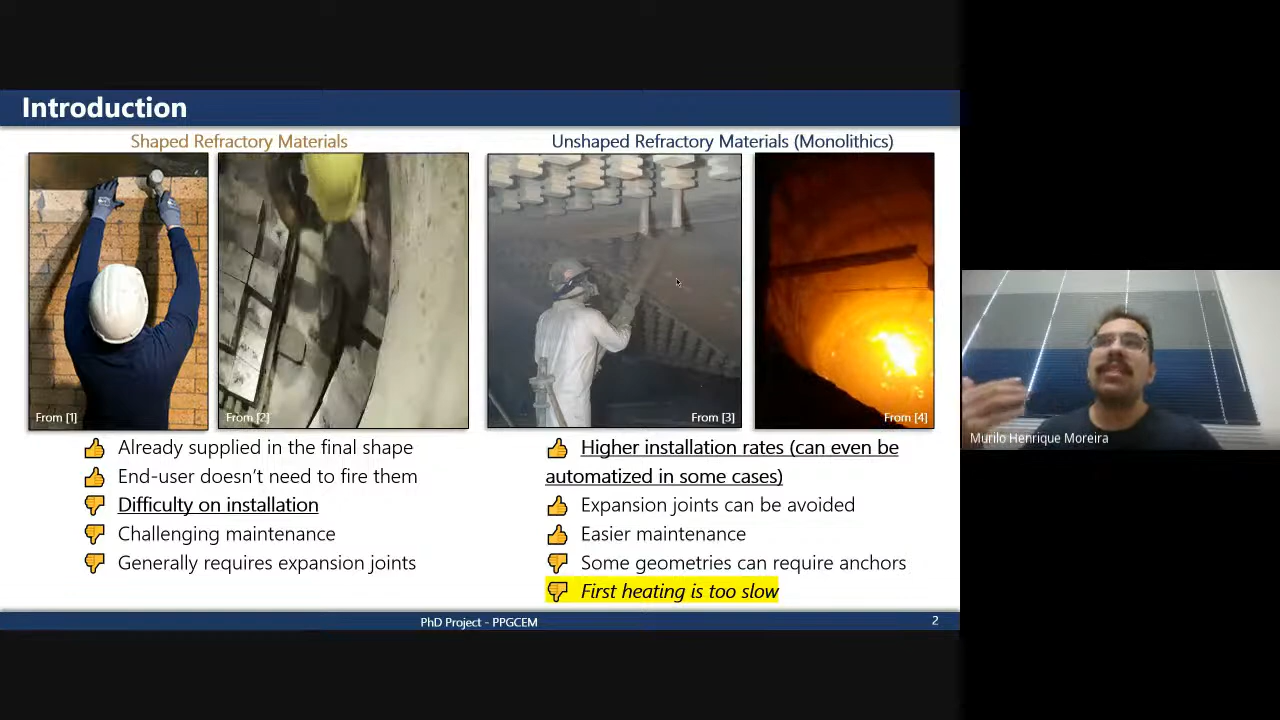 Introduction
Shaped Refractory Materials
Unshaped Refractory Materials (Monolithics)
From [1]
From [2]
From [3]
From [4]
Already supplied in the final shape
End-user doesn’t need to fire them
Difficulty on installation
Challenging maintenance
Generally requires expansion joints
Higher installation rates (can even be
automatized in some cases)
Expansion joints can be avoided
Easier maintenance
Some geometries can require anchors
First heating is too slow
PhD Project - PPGCEM
2
Murilo Henrique Moreira